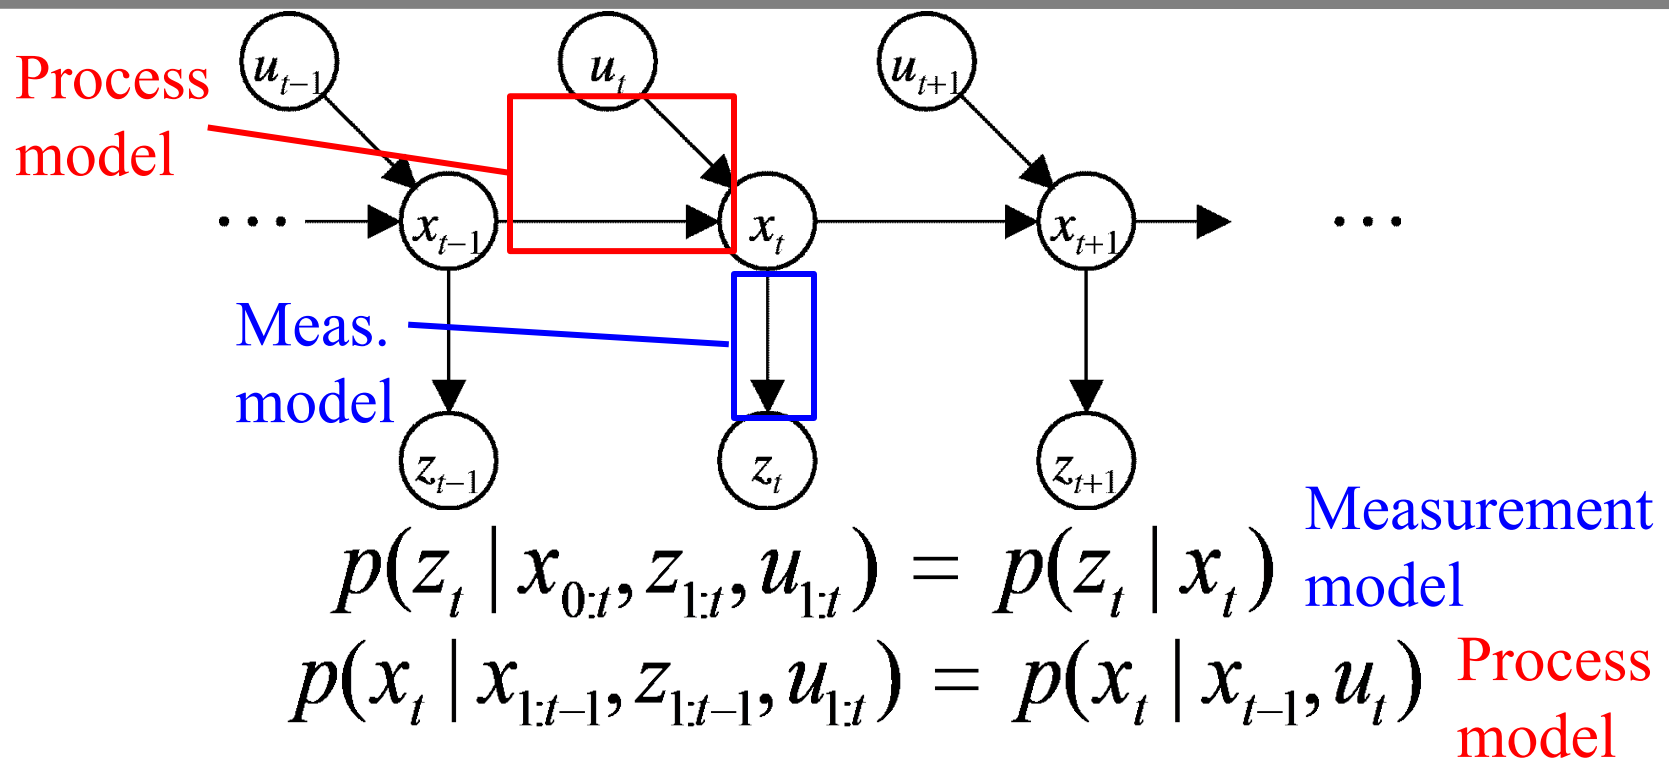 u_{t-1} u_t u_{t+1}
Process
model
... x_{t-1} x_t x_{t+1} ...
Meas.
model
z_{t-1} z_t z_{t+1}
p(z_t | x_{0:t}, z_{1:t}, u_{1:t}) = p(z_t | x_t)
Measurement
model
p(x_t | x_{1:t-1}, z_{1:t-1}, u_{1:t}) = p(x_t | x_{t-1}, u_t)
Process
model